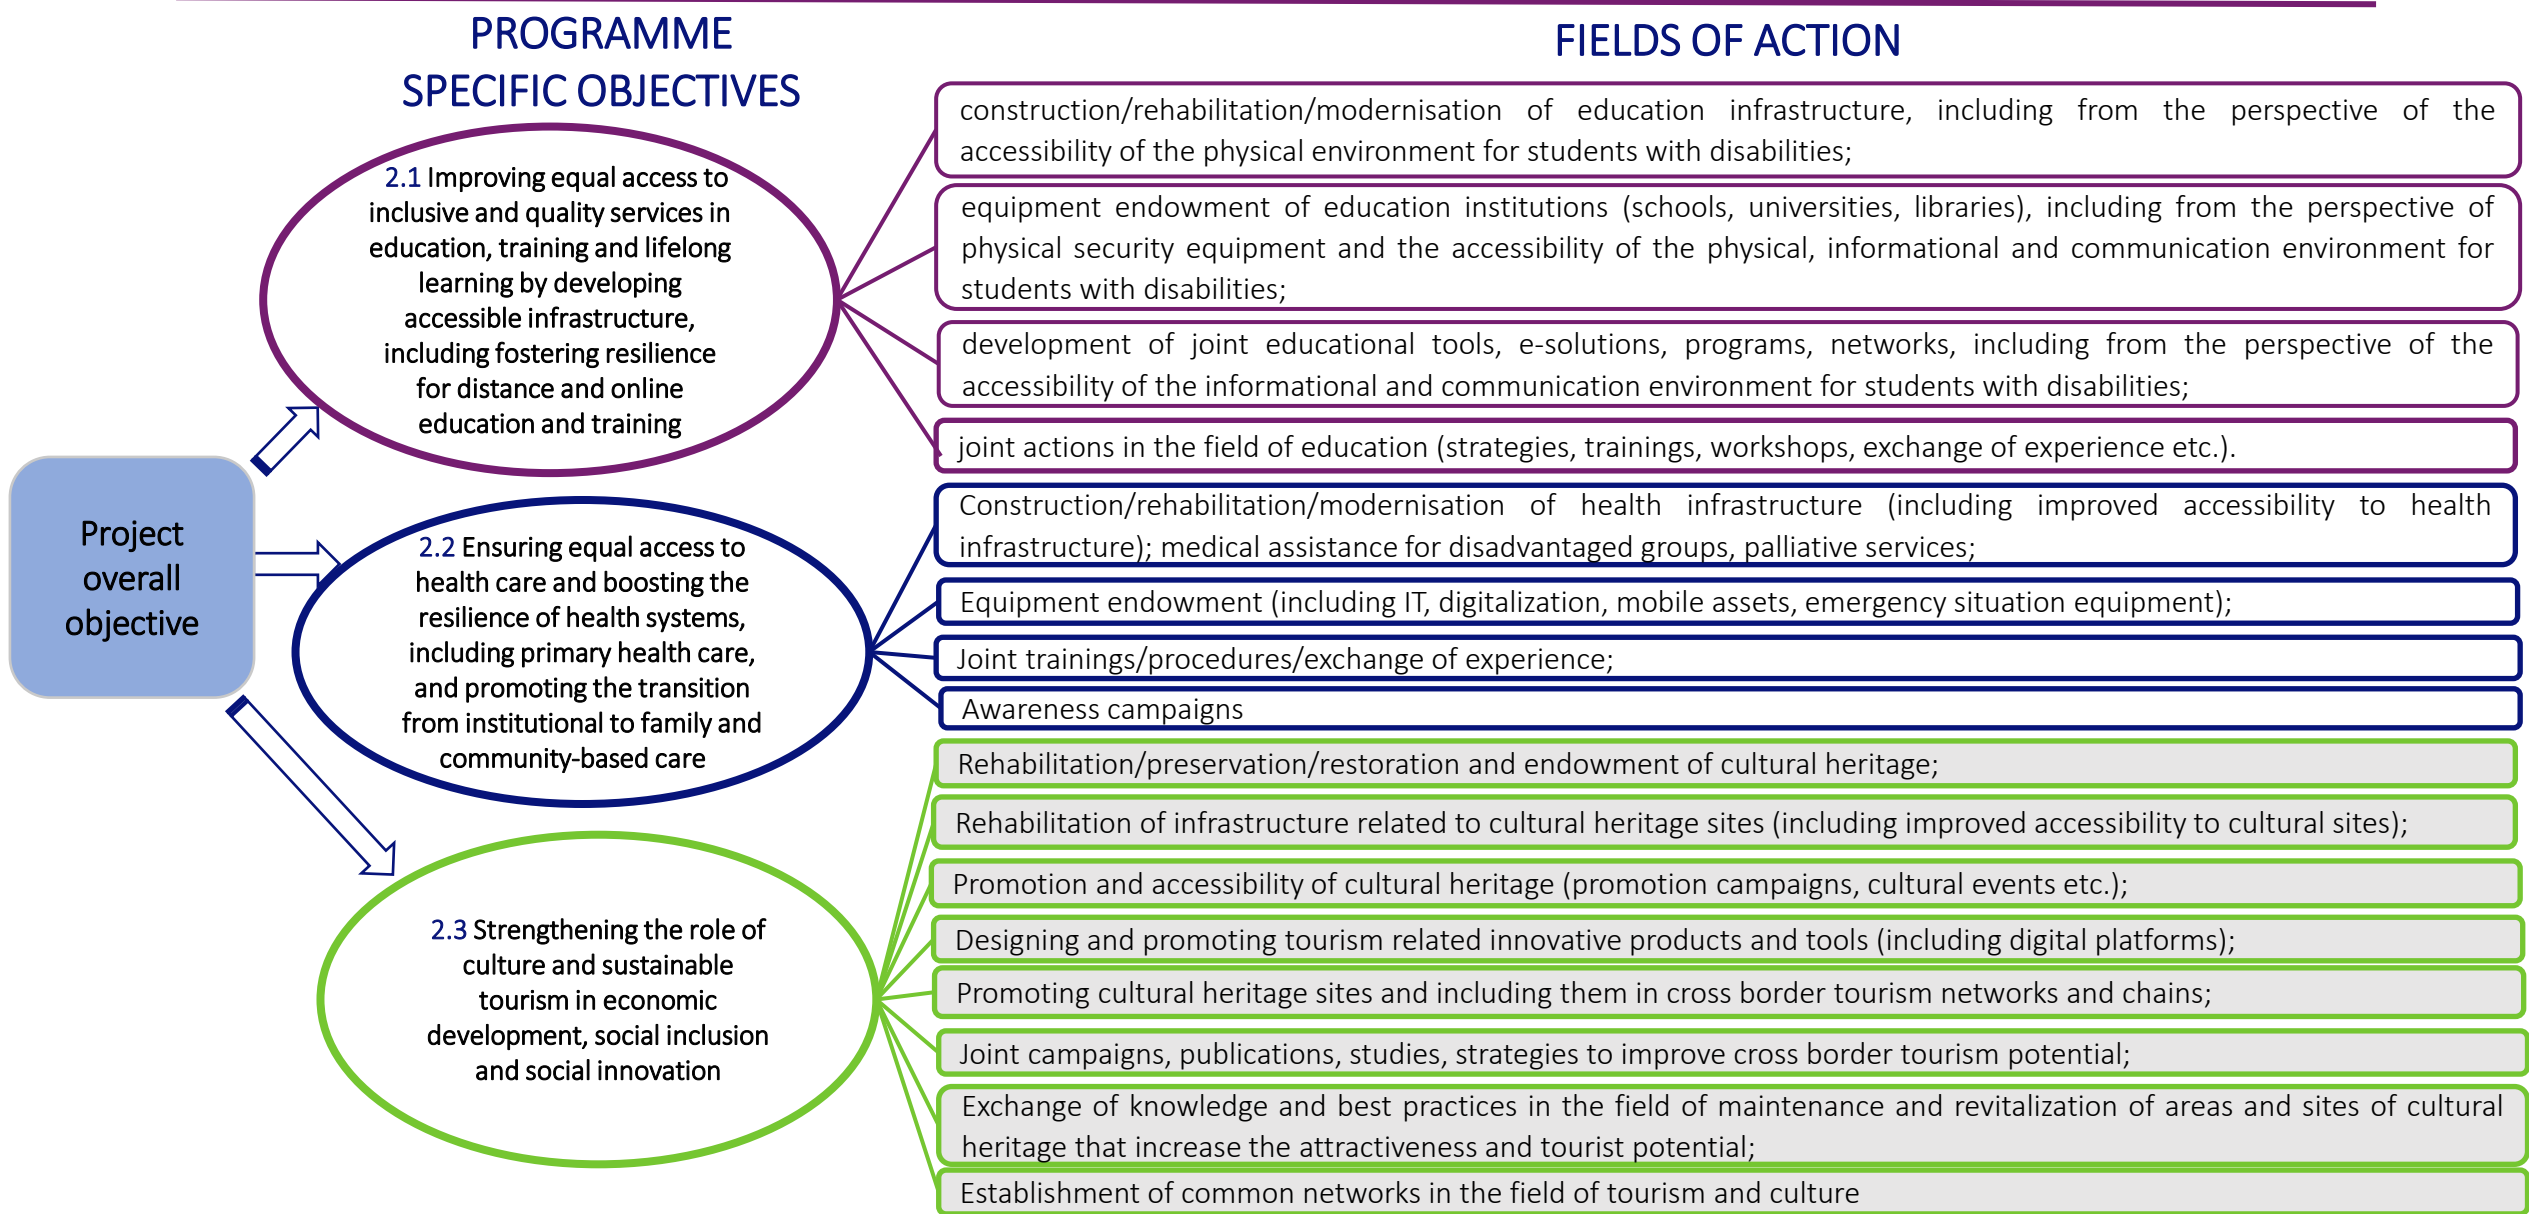 PROGRAMME
SPECIFIC OBJECTIVES
FIELDS OF ACTION
Project
overall
objective
2.1 Improving equal access to
inclusive and quality services in
education, training and lifelong
learning by developing
accessible infrastructure,
including fostering resilience
for distance and online
education and training
construction/rehabilitation/modernisation of education infrastructure, including from the perspective of the
accessibility of the physical environment for students with disabilities;
equipment endowment of education institutions (schools, universities, libraries), including from the perspective of
physical security equipment and the accessibility of the physical, informational and communication environment for
students with disabilities;
development of joint educational tools, e-solutions, programs, networks, including from the perspective of the
accessibility of the informational and communication environment for students with disabilities;
joint actions in the field of education (strategies, trainings, workshops, exchange of experience etc.).
2.2 Ensuring equal access to
health care and boosting the
resilience of health systems,
including primary health care,
and promoting the transition
from institutional to family and
community-based care
Construction/rehabilitation/modernisation of health infrastructure (including improved accessibility to health
infrastructure); medical assistance for disadvantaged groups, palliative services;
Equipment endowment (including IT, digitalization, mobile assets, emergency situation equipment);
Joint trainings/procedures/exchange of experience;
Awareness campaigns
2.3 Strengthening the role of
culture and sustainable
tourism in economic
development, social inclusion
and social innovation
Rehabilitation/preservation/restoration and endowment of cultural heritage;
Rehabilitation of infrastructure related to cultural heritage sites (including improved accessibility to cultural sites);
Promotion and accessibility of cultural heritage (promotion campaigns, cultural events etc.);
Designing and promoting tourism related innovative products and tools (including digital platforms);
Promoting cultural heritage sites and including them in cross border tourism networks and chains;
Joint campaigns, publications, studies, strategies to improve cross border tourism potential;
Exchange of knowledge and best practices in the field of maintenance and revitalization of areas and sites of cultural
heritage that increase the attractiveness and tourist potential;
Establishment of common networks in the field of tourism and culture